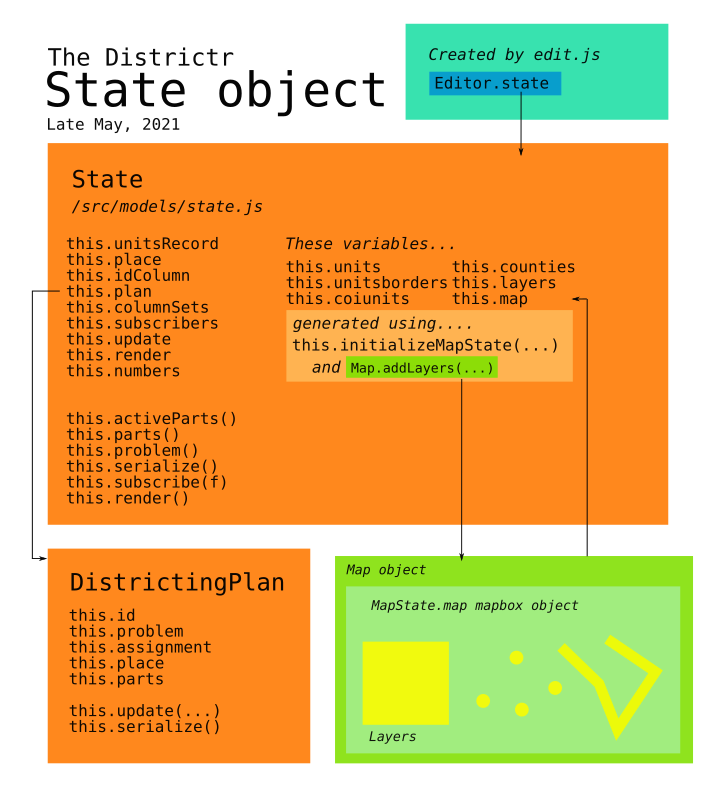 The Districtr
State object
Late May, 2021
Created by edit.js
Editor.state
State
/src/models/state.js
this.unitsRecord
this.place
this.idColumn
this.plan
this.columnSets
this.subscribers
this.update
this.render
this.numbers
this.activeParts()
this.parts()
this.problem()
this.serialize()
this.subscribe(f)
this.render()
These variables...
this.units this.counties
this.unitsborders this.layers
this.coiunits this.map
generated using....
this.initializeMapState(...)
and Map.addLayers(...)
DistrictingPlan
this.id
this.problem
this.assignment
this.place
this.parts
this.update(...)
this.serialize()
Map object
MapState.map mapbox object
Layers